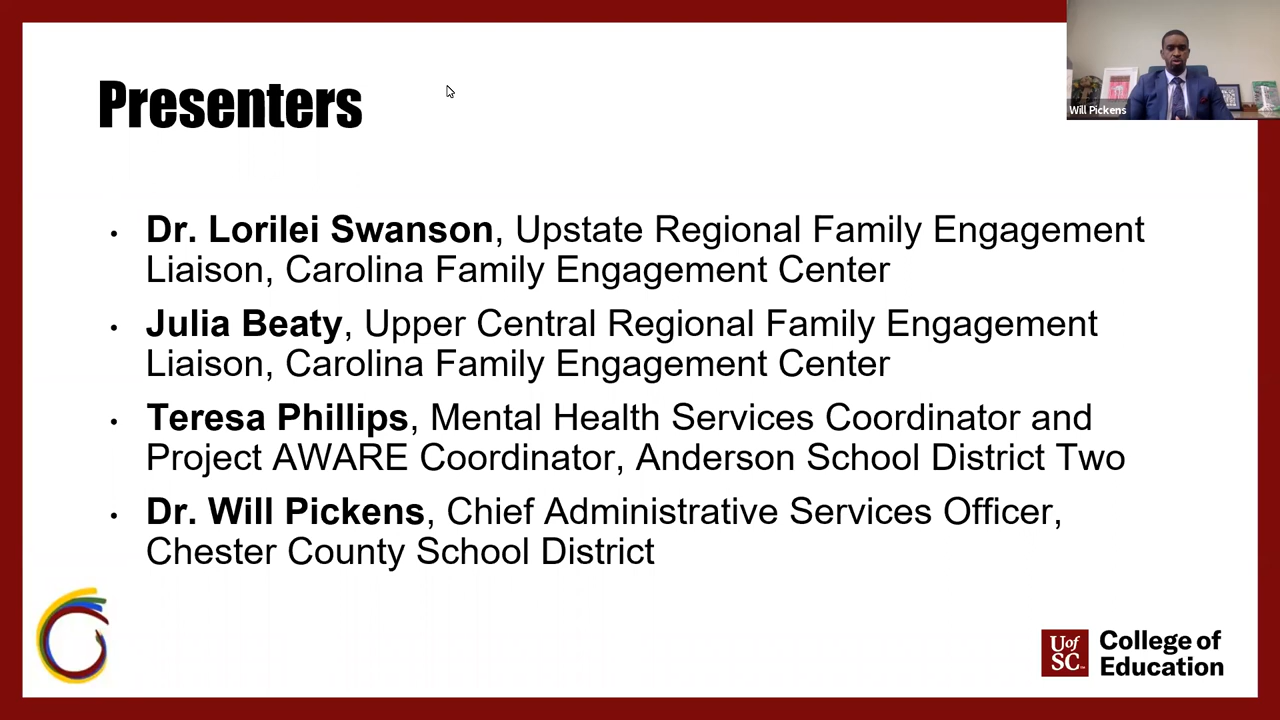 Presenters
Will Pickens
• Dr. Lorilei Swanson, Upstate Regional Family Engagement
Liaison, Carolina Family Engagement Center
• Julia Beaty, Upper Central Regional Family Engagement
Liaison, Carolina Family Engagement Center
• Teresa Phillips, Mental Health Services Coordinator and
Project AWARE Coordinator, Anderson School District Two
• Dr. Will Pickens, Chief Administrative Services Officer,
Chester County School District
UofSC
College of
Education